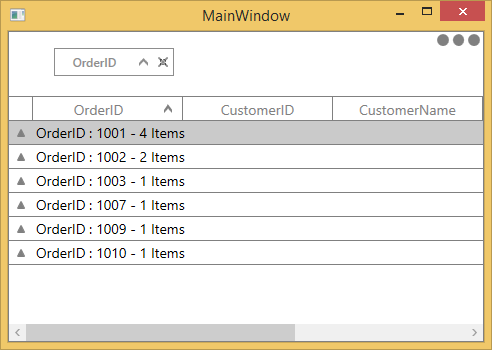 MainWindow
OrderID
OrderID CustomerID CustomerName
OrderID : 1001 - 4 Items
OrderID : 1002 - 2 Items
OrderID : 1003 - 1 Items
OrderID : 1007 - 1 Items
OrderID : 1009 - 1 Items
OrderID : 1010 - 1 Items